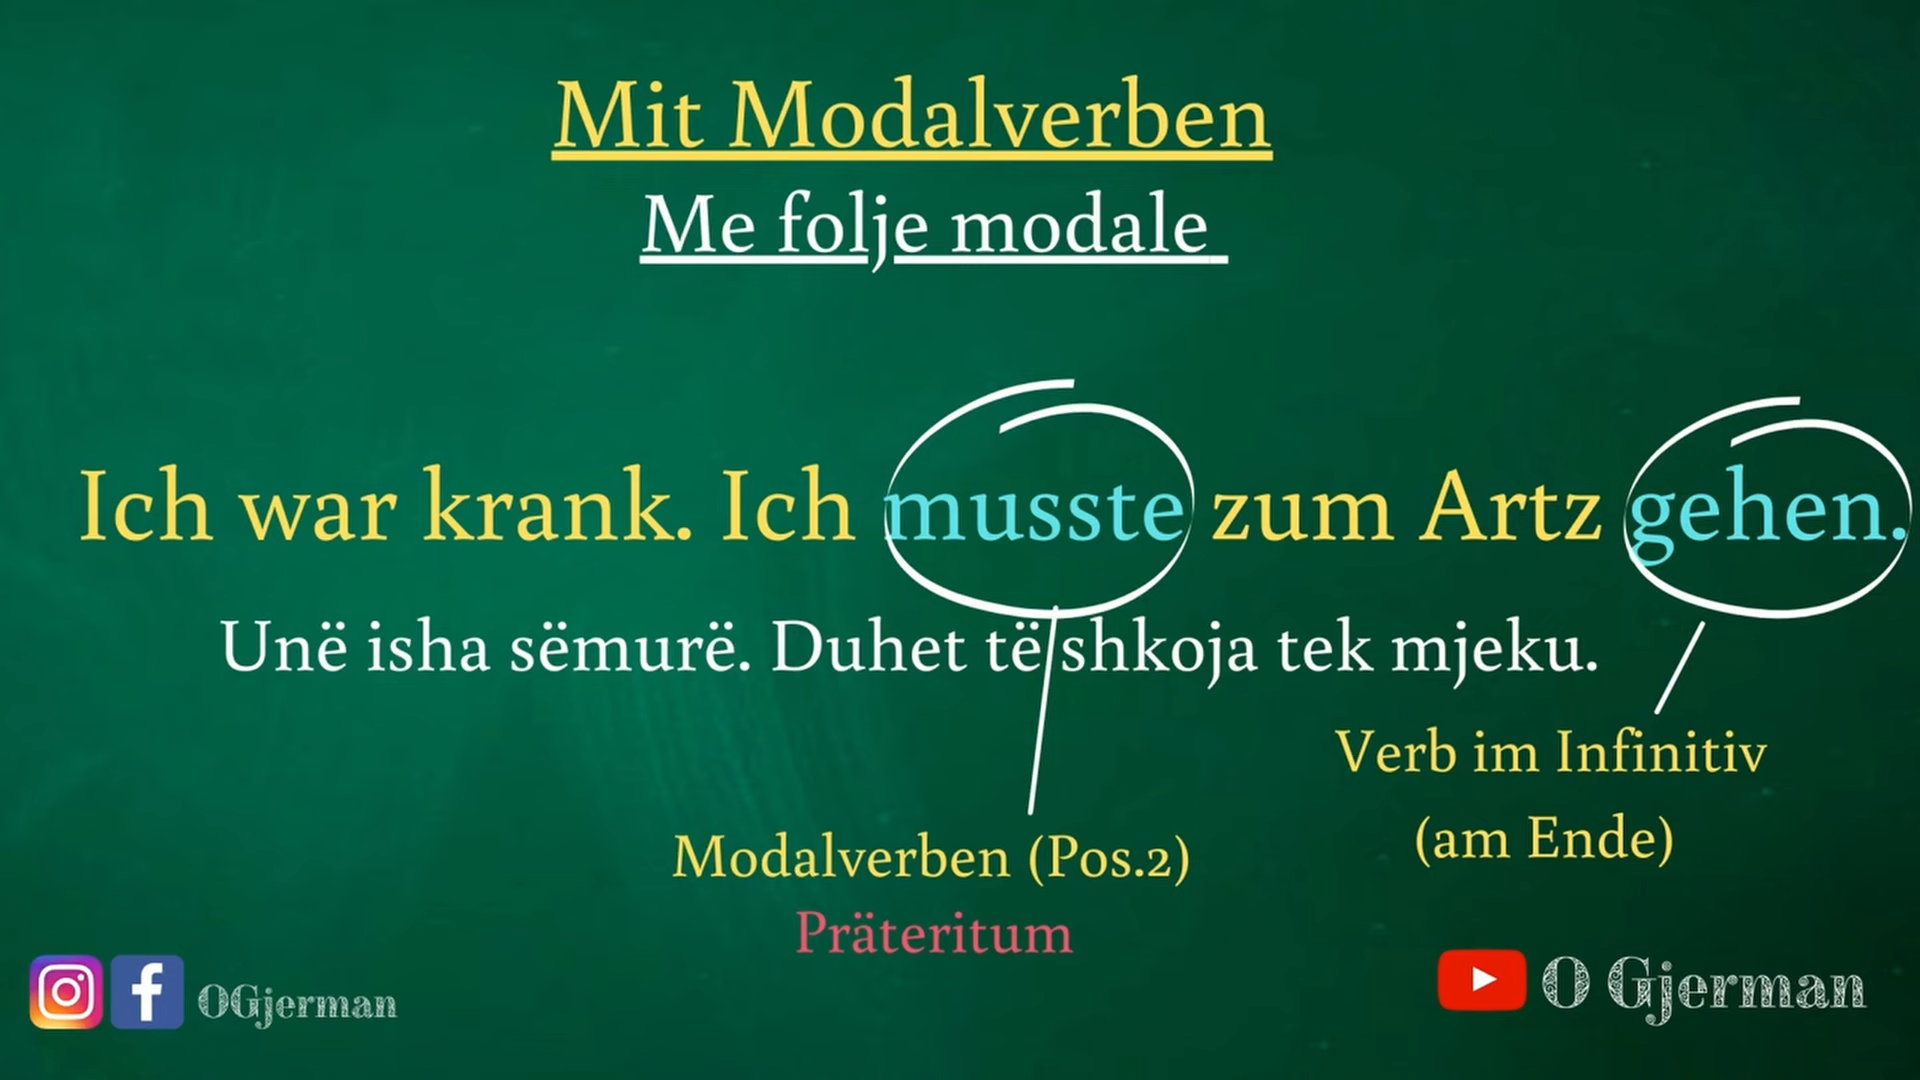 Mit Modalverben
Me folje modale
Ich war krank. Ich musste zum Artz gehen.
Unë isha sëmurë. Duhet të shkoja tek mjeku.
Verb im Infinitiv
(am Ende)
Modalverben (Pos.2)
Präteritum
OGjerman
O Gjerman